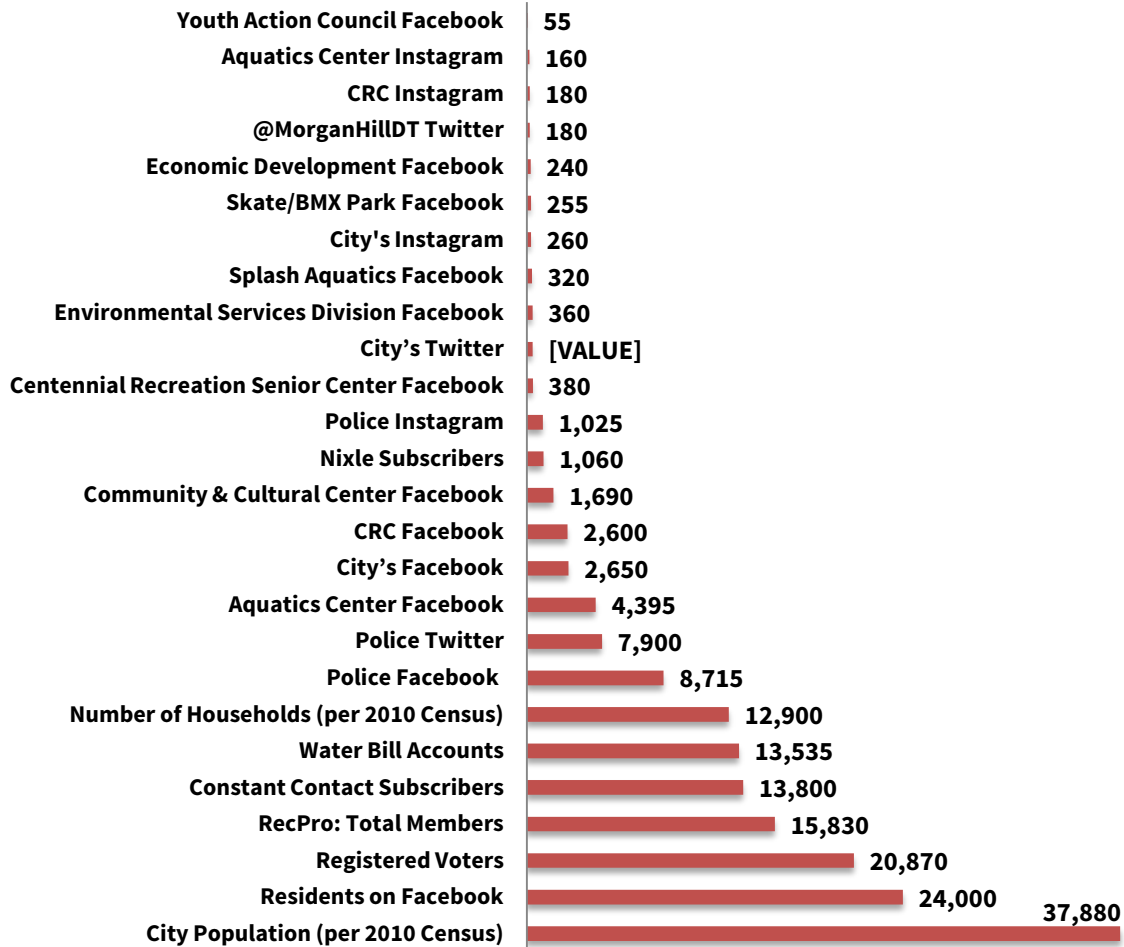 Youth Action Council Facebook 55
Aquatics Center Instagram 160
CRC Instagram 180
@MorganHillDT Twitter 180
Economic Development Facebook 240
Skate/BMX Park Facebook 255
City's Instagram 260
Splash Aquatics Facebook 320
Environmental Services Division Facebook 360
City’s Twitter [VALUE]
Centennial Recreation Senior Center Facebook 380
Police Instagram 1,025
Nixle Subscribers 1,060
Community & Cultural Center Facebook 1,690
CRC Facebook 2,600
City’s Facebook 2,650
Aquatics Center Facebook 4,395
Police Twitter 7,900
Police Facebook 8,715
Number of Households (per 2010 Census) 12,900
Water Bill Accounts 13,535
Constant Contact Subscribers 13,800
RecPro: Total Members 15,830
Registered Voters 20,870
Residents on Facebook 24,000
City Population (per 2010 Census) 37,880